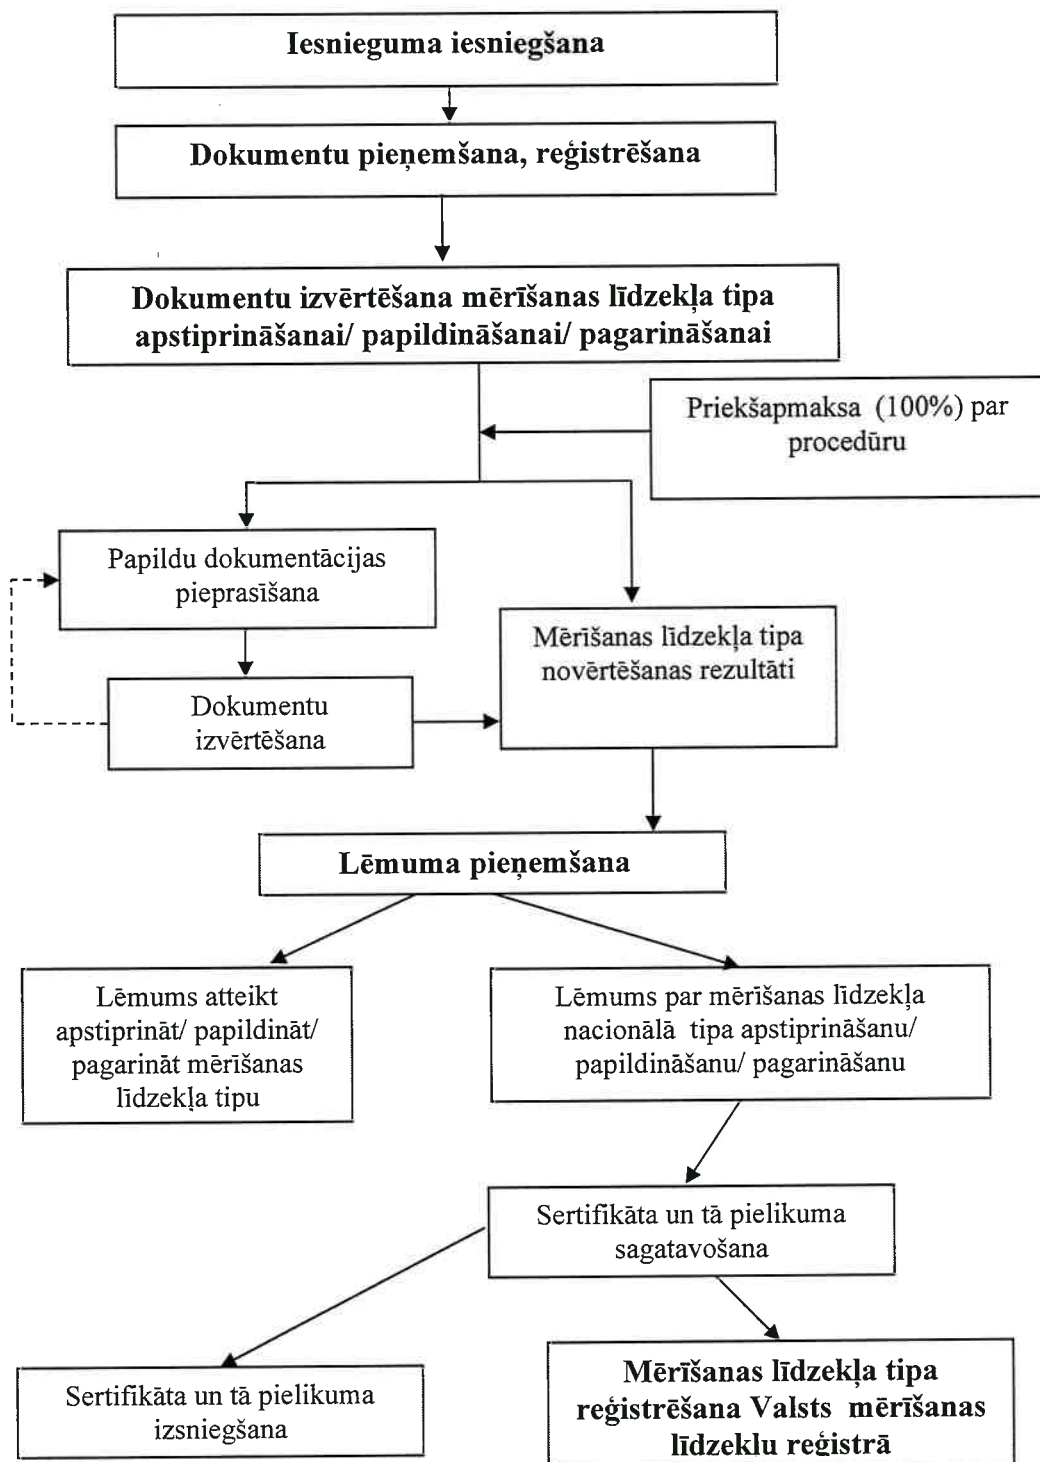 Iesnieguma iesniegšana
Dokumentu pieņemšana, reģistrēšana
Dokumentu izvērtēšana mērīšanas līdzekļa tipa
apstiprināšanai/ papildināšanai/ pagarināšanai
Priekšapmaksa (100%) par
procedūru
Papildu dokumentācijas
pieprasīšana
Mērīšanas līdzekļa tipa
novērtēšanas rezultāti
Dokumentu
izvērtēšana
Lēmuma pieņemšana
Lēmums atteikt
apstiprināt/ papildināt/
pagarināt mērīšanas
līdzekļa tipu
Lēmums par mērīšanas līdzekļa
nacionālā tipa apstiprināšanu/
papildināšanu/ pagarināšanu
Sertifikāta un tā pielikuma
sagatavošana
Sertifikāta un tā pielikuma
izsniegšana
Mērīšanas līdzekļa tipa
reģistrēšana Valsts mērīšanas
līdzeklu reģistrā